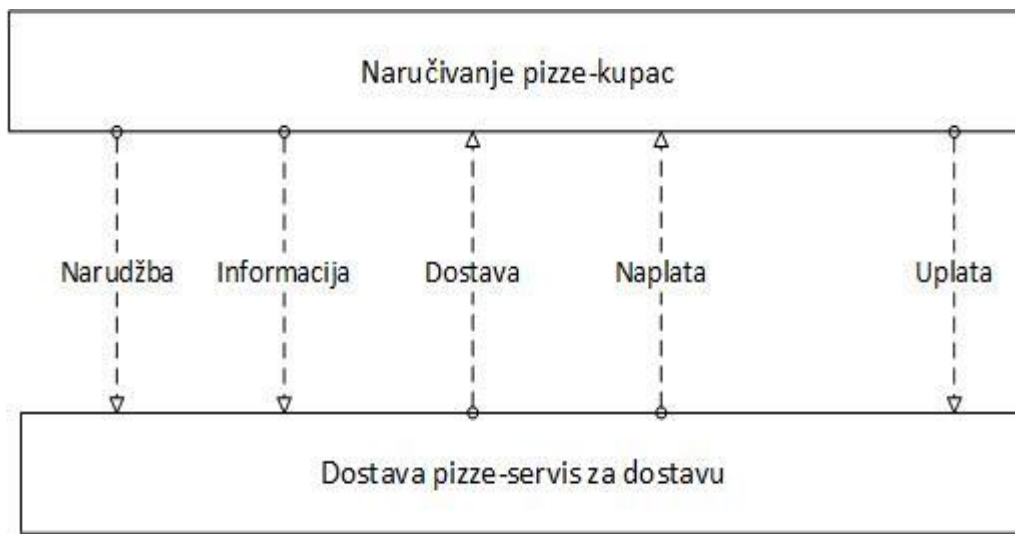 Naručivanje pizze-kupac
Narudžba
Informacija
Dostava
Naplata
Uplata
Dostava pizze-servis za dostavu